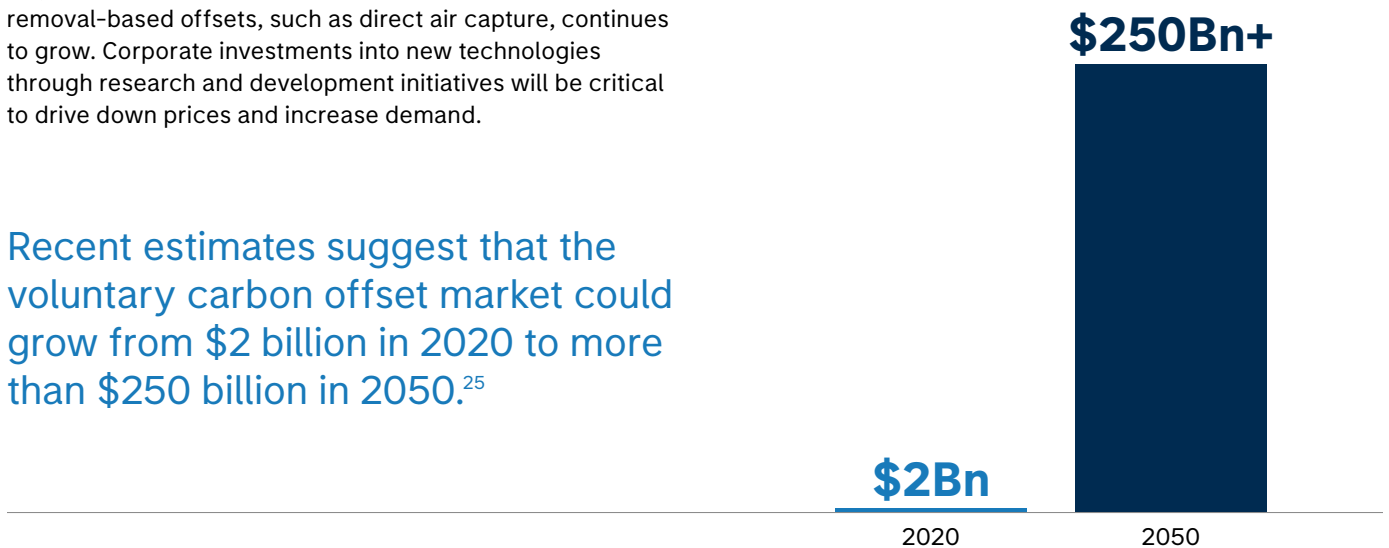 removal-based offsets, such as direct air capture, continues
to grow. Corporate investments into new technologies
through research and development initiatives will be critical
to drive down prices and increase demand.
Recent estimates suggest that the
voluntary carbon offset market could
grow from $2 billion in 2020 to more
than $250 billion in 2050.25
$250Bn+
$2Bn
2020
2050